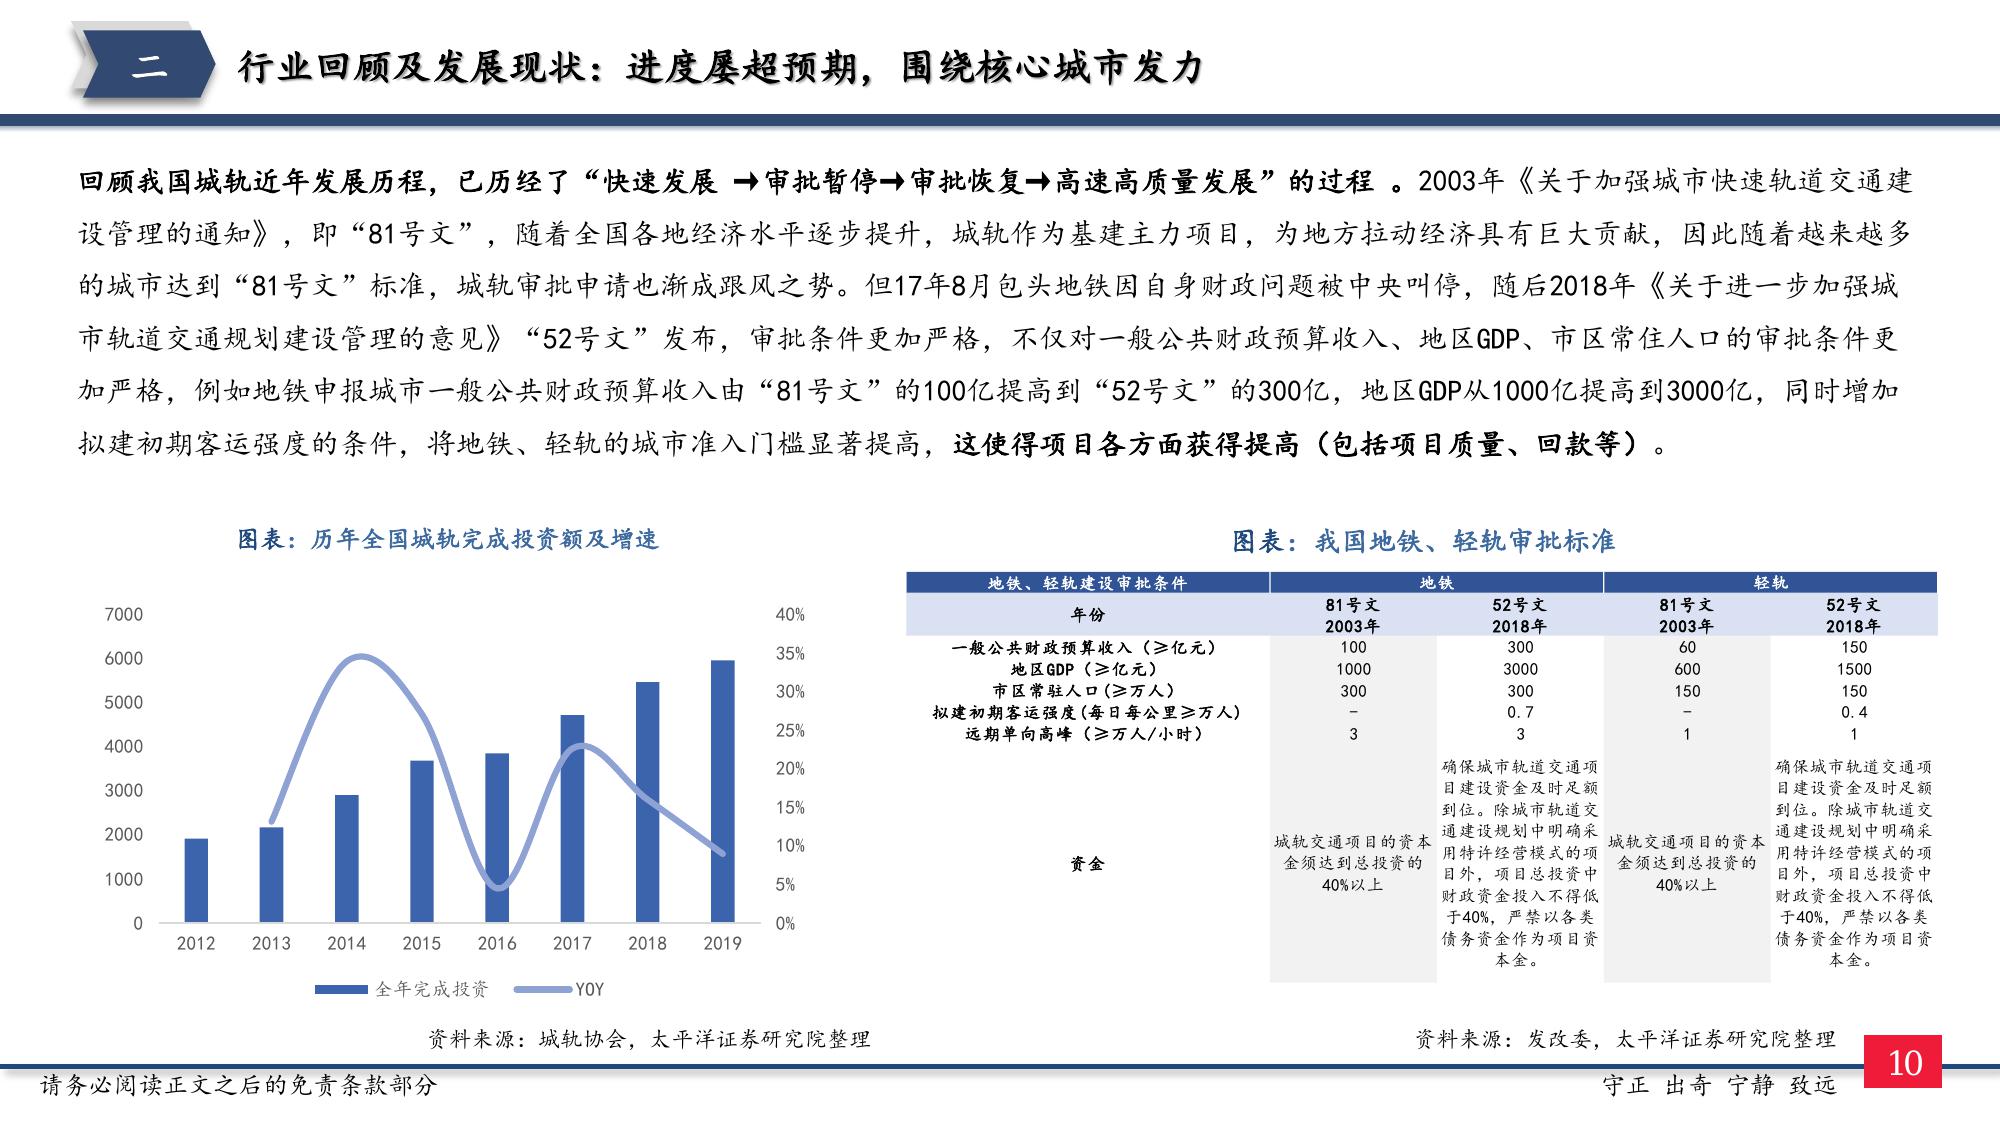 二
行业回顾及发展现状：进度屡超预期，围绕核心城市发力
回顾我国城轨近年发展历程，已历经了“快速发展 →审批暂停→审批恢复→高速高质量发展”的过程 。2003年《关于加强城市快速轨道交通建
设管理的通知》，即“81号文”，随着全国各地经济水平逐步提升，城轨作为基建主力项目，为地方拉动经济具有巨大贡献，因此随着越来越多
的城市达到“81号文”标准，城轨审批申请也渐成跟风之势。但17年8月包头地铁因自身财政问题被中央叫停，随后2018年《关于进一步加强城
市轨道交通规划建设管理的意见》“52号文”发布，审批条件更加严格，不仅对一般公共财政预算收入、地区GDP、市区常住人口的审批条件更
加严格，例如地铁申报城市一般公共财政预算收入由“81号文”的100亿提高到“52号文”的300亿，地区GDP从1000亿提高到3000亿，同时增加
拟建初期客运强度的条件，将地铁、轻轨的城市准入门槛显著提高，这使得项目各方面获得提高（包括项目质量、回款等）。
图表：历年全国城轨完成投资额及增速
7000
6000
5000
4000
3000
2000
1000
0
40%
35%
30%
25%
20%
15%
10%
5%
0%
2012 2013 2014 2015 2016 2017 2018 2019
全年完成投资 YOY
资料来源：城轨协会，太平洋证券研究院整理
图表：我国地铁、轻轨审批标准
地铁、轻轨建设审批条件 地铁 轻轨
年份 81号文 52号文 81号文 52号文
2003年 2018年 2003年 2018年
一般公共财政预算收入（≥亿元） 100 300 60 150
地区GDP（≥亿元） 1000 3000 600 1500
市区常驻人口(≥万人） 300 300 150 150
拟建初期客运强度(每日每公里≥万人） - 0.7 - 0.4
远期单向高峰（≥万人/小时） 3 3 1 1
资金
城轨交通项目的资本
金须达到总投资的
40%以上
确保城市轨道交通项
目建设资金及时足额
到位。除城市轨道交
通建设规划中明确采
用特许经营模式的项
目外，项目总投资中
财政资金投入不得低
于40%，严禁以各类
债务资金作为项目资
本金。
城轨交通项目的资本
金须达到总投资的
40%以上
确保城市轨道交通项
目建设资金及时足额
到位。除城市轨道交
通建设规划中明确采
用特许经营模式的项
目外，项目总投资中
财政资金投入不得低
于40%，严禁以各类
债务资金作为项目资
本金。
资料来源：发改委，太平洋证券研究院整理
10
请务必阅读正文之后的免责条款部分
守正 出奇 宁静 致远